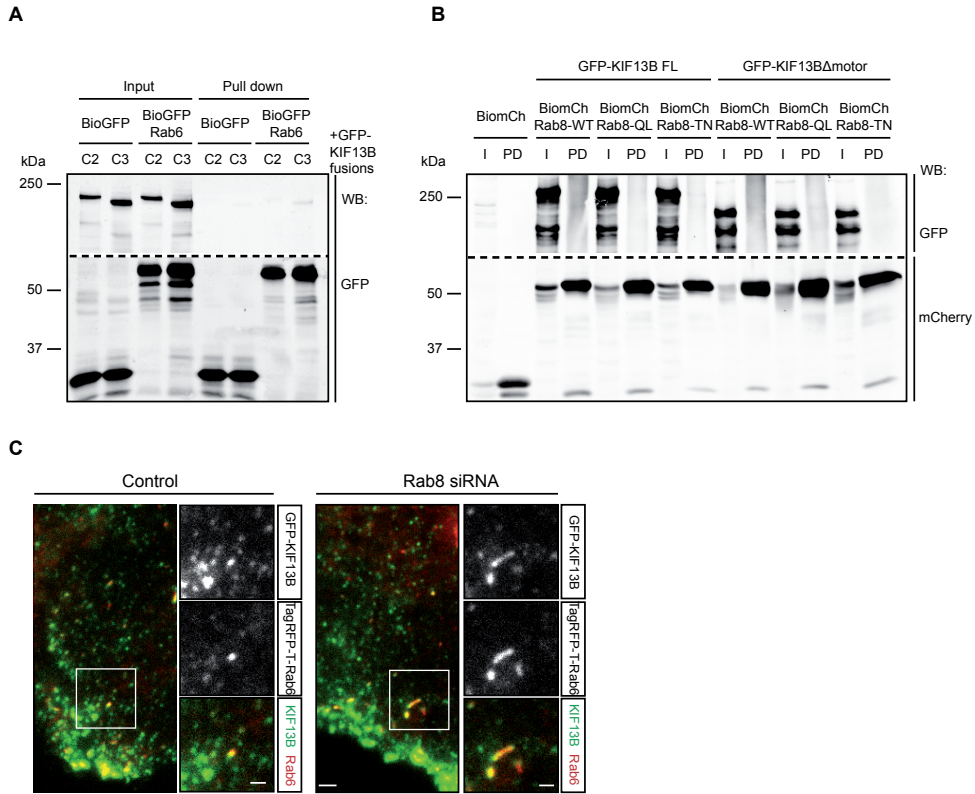 A
Input
Pull down
BioGFP
BioGFP
Rab6
BioGFP
BioGFP
Rab6
+GFP-
KIF13B
fusions
kDa
C2
C3
C2
C3
C2
C3
C2
C3
250
WB:
GFP
50
37
B
GFP-KIF13B FL
GFP-KIF13BΔmotor
BiomCh
BiomCh
Rab8-WT
BiomCh
Rab8-QL
BiomCh
Rab8-TN
BiomCh
Rab8-WT
BiomCh
Rab8-QL
BiomCh
Rab8-TN
kDa
I
PD
I
PD
I
PD
I
PD
I
PD
I
PD
I
PD
WB:
250
GFP
50
mCherry
37
C
Control
Rab8 siRNA
GFP-KIF13B
TagRFP-T-Rab6
KIF13B Rab6
GFP-KIF13B
TagRFP-T-Rab6
KIF13B Rab6